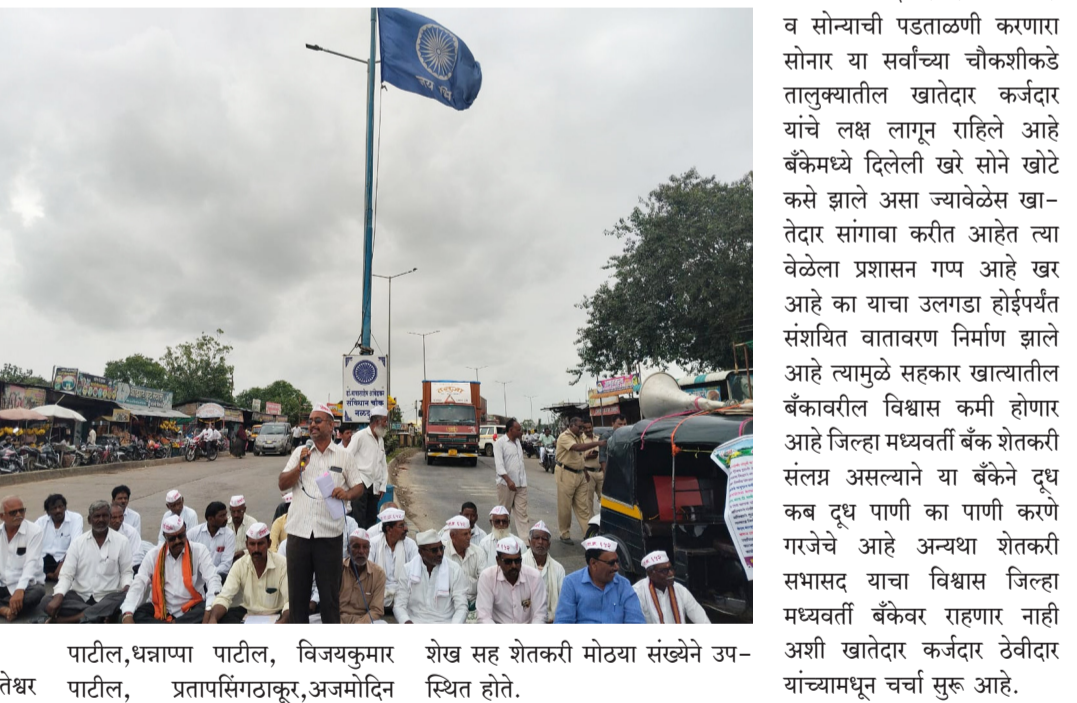 जय भि
डॉ.बाबासाहेब आंबेडकर
संविधान चौक
नळदु
तेश्वर
पाटील,धन्नाप्पा पाटील, विजयकुमार
पाटील, प्रतापसिंगठाकूर,अजमोदिन
शेख सह शेतकरी मोठया संख्येने उप-
स्थित होते.
व सोन्याची पडताळणी करणारा
सोनार या सर्वांच्या चौकशीकडे
तालुक्यातील खातेदार कर्जदार
यांचे लक्ष लागून राहिले आहे
बँकेमध्ये दिलेली खरे सोने खोटे
कसे झाले असा ज्यावेळेस खा-
तेदार सांगावा करीत आहेत त्या
वेळेला प्रशासन गप्प आहे खर
आहे का याचा उलगडा होईपर्यंत
संशयित वातावरण निर्माण झाले
आहे त्यामुळे सहकार खात्यातील
बँकावरील विश्वास कमी होणार
आहे जिल्हा मध्यवर्ती बँक शेतकरी
संलग्न असल्याने या बँकेने दूध
कब दूध पाणी का पाणी करणे
गरजेचे आहे अन्यथा शेतकरी
सभासद याचा विश्वास जिल्हा
मध्यवर्ती बँकेवर राहणार नाही
अशी खातेदार कर्जदार ठेवीदार
यांच्यामधून चर्चा सुरू आहे.